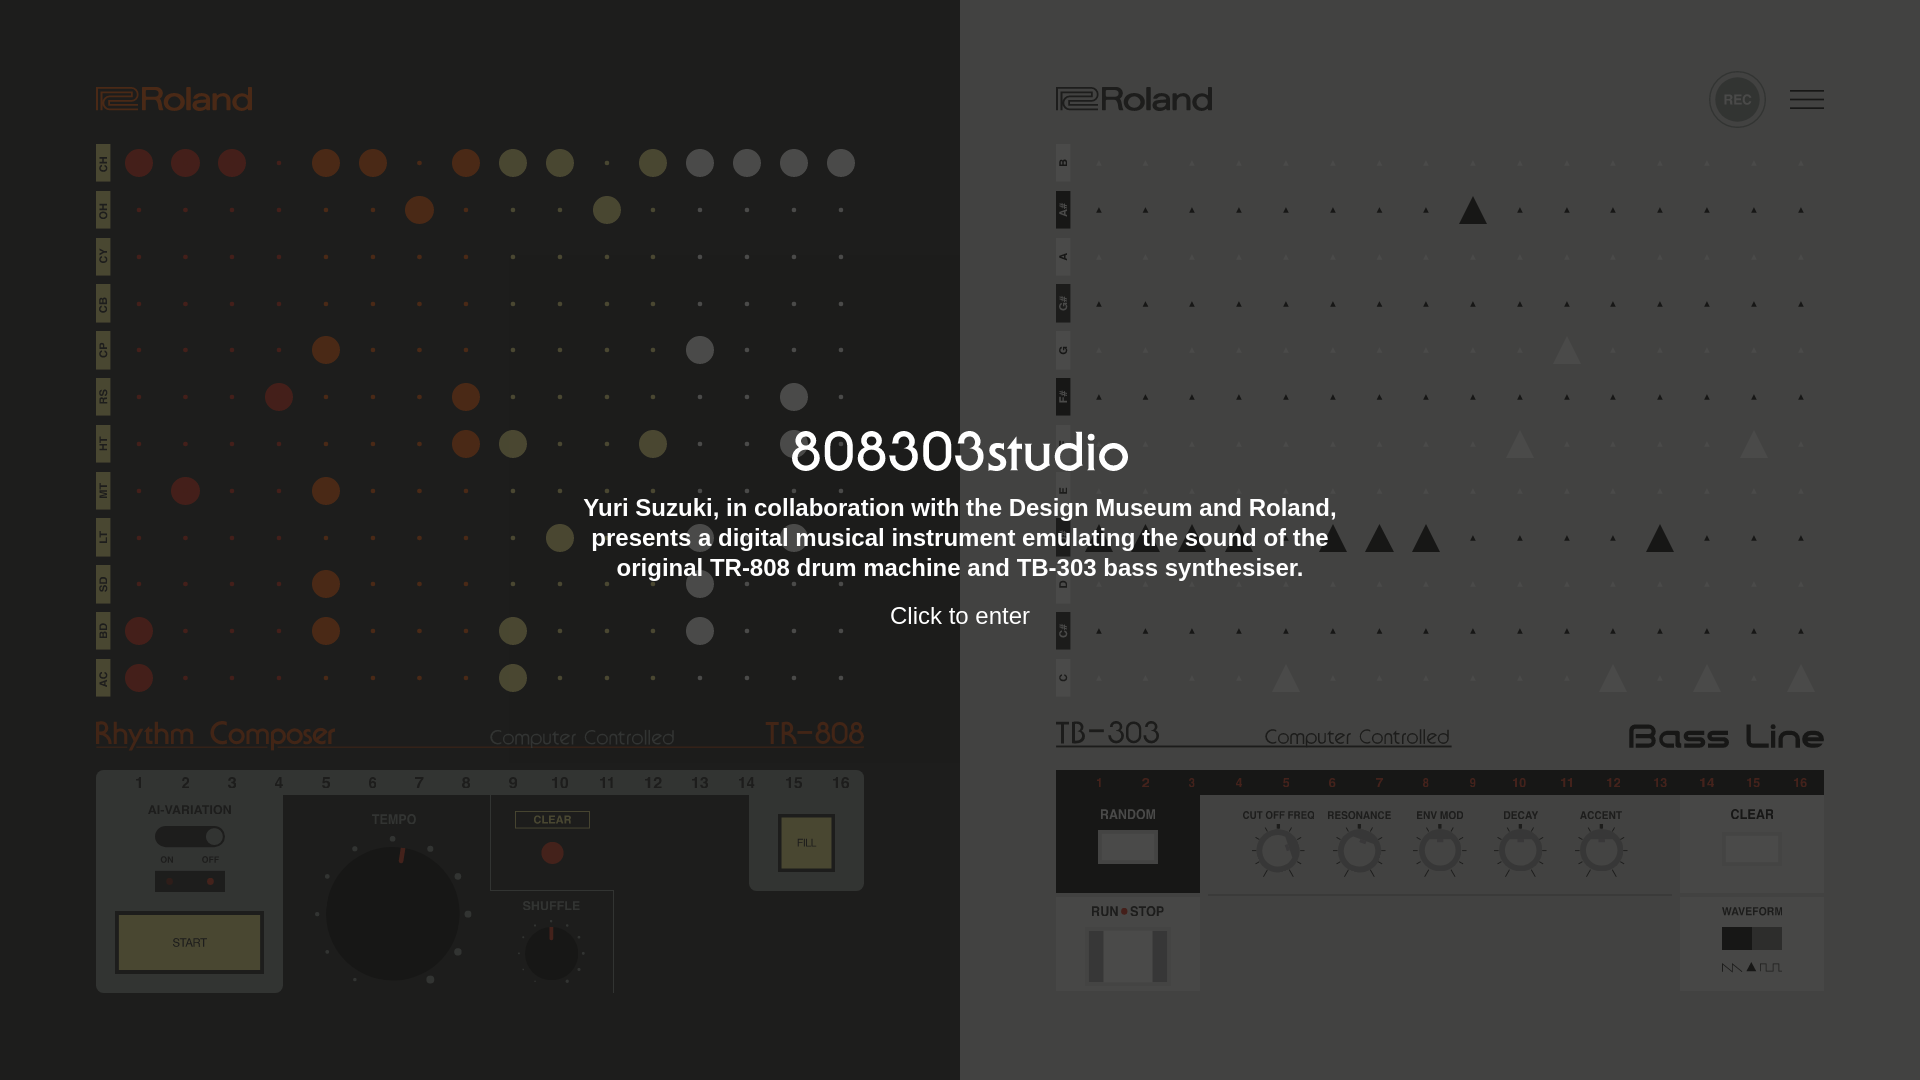 Roland
Roland
REC
CH
OH
CY
CB
CP
RS
HT
MT
LT
SD
BD
AC
B
A#
A
G#
G
F#
E
D
C#
C
808303studio
Yuri Suzuki, in collaboration with the Design Museum and Roland,
presents a digital musical instrument emulating the sound of the
original TR-808 drum machine and TB-303 bass synthesiser.
Click to enter
Rhythm Composer Computer Controlled TR-808
TB-303 Computer Controlled Bass Line
1 2 3 4 5 6 7 8 9 10 11 12 13 14 15 16
AI-VARIATION
ON OFF
START
TEMPO
CLEAR
SHUFFLE
FILL
1 2 3 4 5 6 7 8 9 10 11 12 13 14 15 16
RANDOM
CUT OFF FREQ RESONANCE ENV MOD DECAY ACCENT
CLEAR
RUN STOP
WAVEFORM